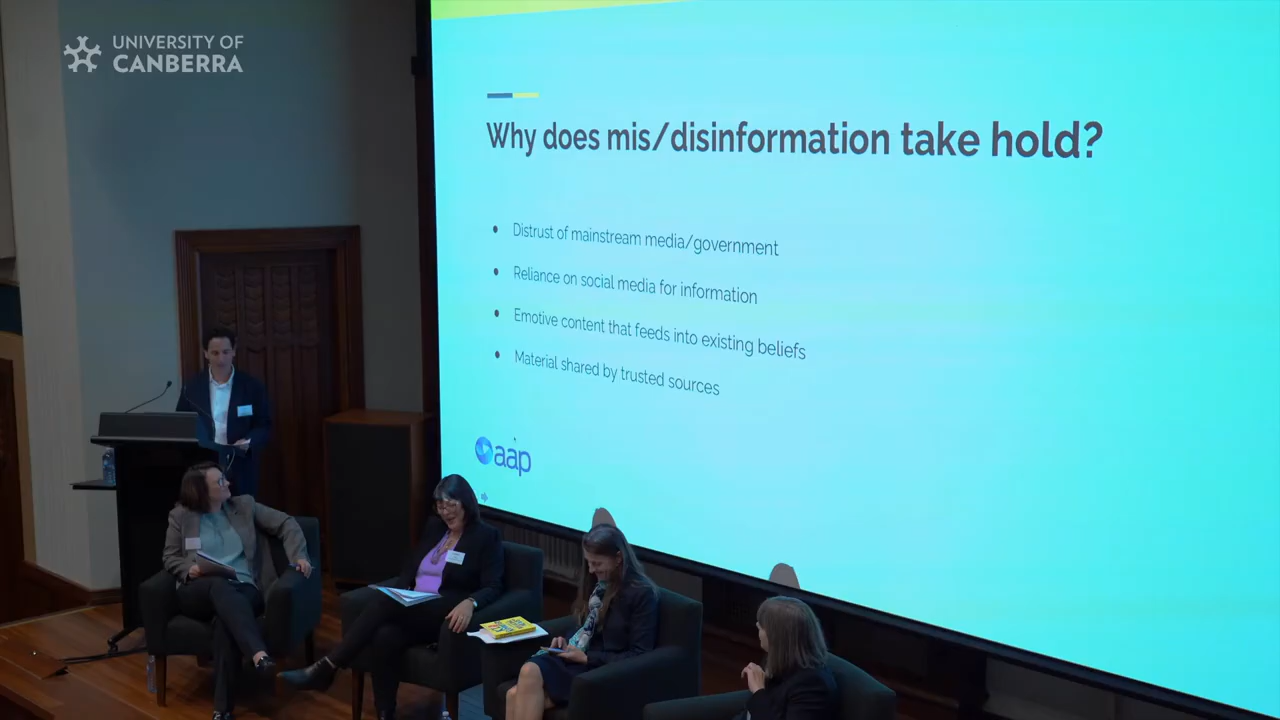 UNIVERSITY OF
CANBERRA
Why does mis/disinformation take hold?
• Distrust of mainstream media/government
• Reliance on social media for information
• Emotive content that feeds into existing beliefs
• Material shared by trusted sources
aap